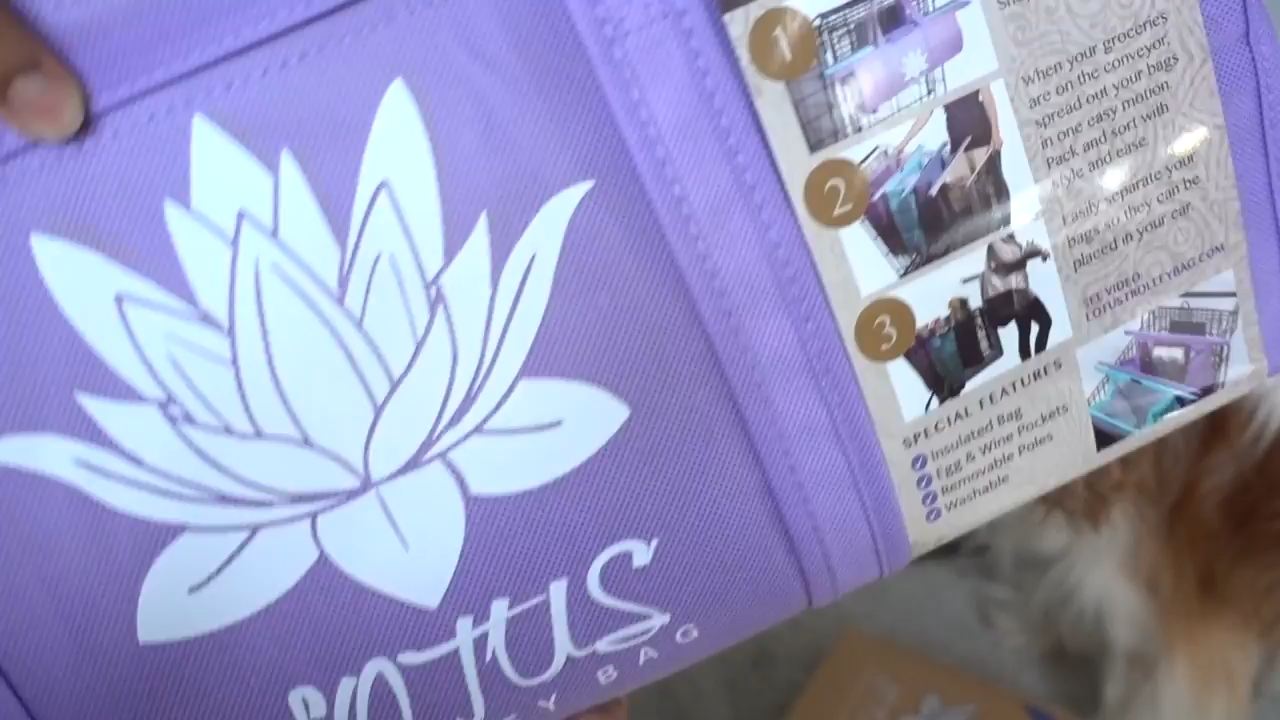 LOTUS
BAG
1
2
3
When your groceries
are on the conveyor,
spread out your bags
in one easy motion.
Pack and sort with
style and ease.
Easily separate your
bags so they can be
placed in your car.
SEE VIDEO
LOTUSTROLLEYBAG.COM
SPECIAL FEATURES
Insulated Bag
Egg & Wine Pockets
Removable Poles
Washable